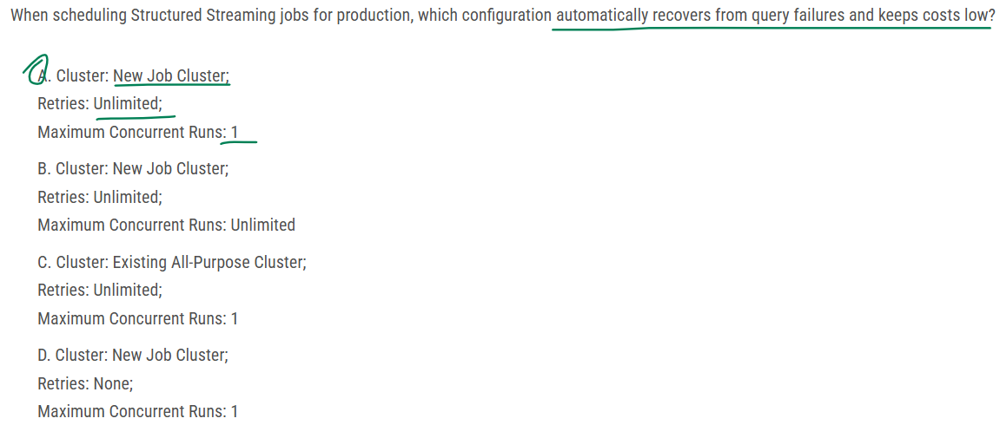 When scheduling Structured Streaming jobs for production, which configuration automatically recovers from query failures and keeps costs low?
A. Cluster: New Job Cluster;
Retries: Unlimited;
Maximum Concurrent Runs: 1
B. Cluster: New Job Cluster;
Retries: Unlimited;
Maximum Concurrent Runs: Unlimited
C. Cluster: Existing All-Purpose Cluster;
Retries: Unlimited;
Maximum Concurrent Runs: 1
D. Cluster: New Job Cluster;
Retries: None;
Maximum Concurrent Runs: 1